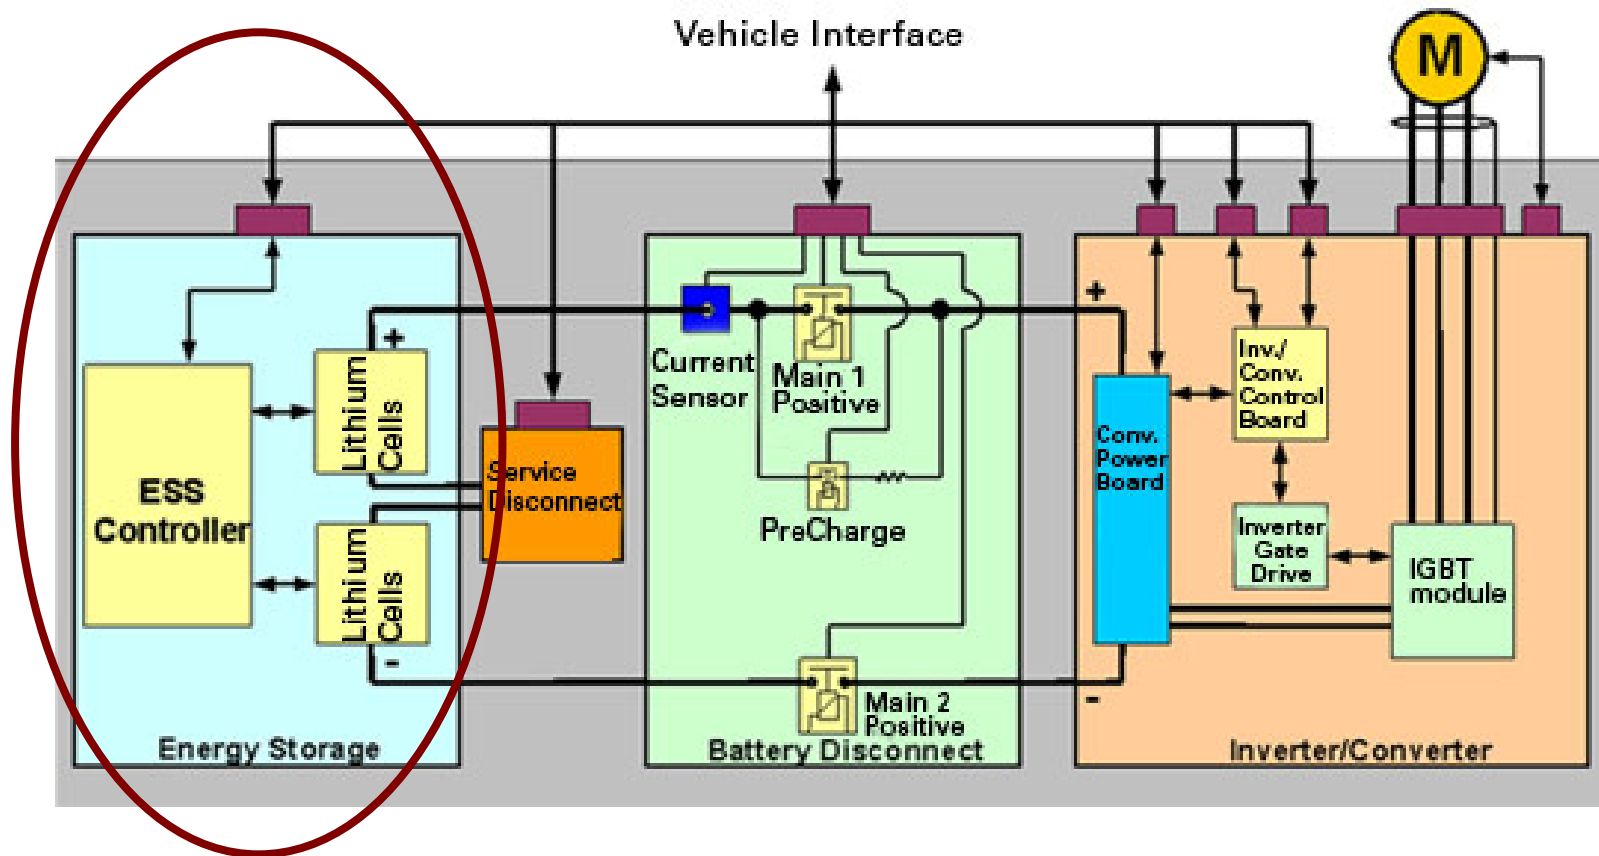 Vehicle Interface
M
+
Lithium
Cells
ESS
Controller
Lithium
Cells
-
Energy Storage
Service
Disconnect
Current
Sensor
Main 1
Positive
PreCharge
Main 2
Positive
Battery Disconnect
+
Inv./
Conv.
Control
Board
Conv.
Power
Board
Inverter
Gate
Drive
IGBT
module
-
Inverter/Converter